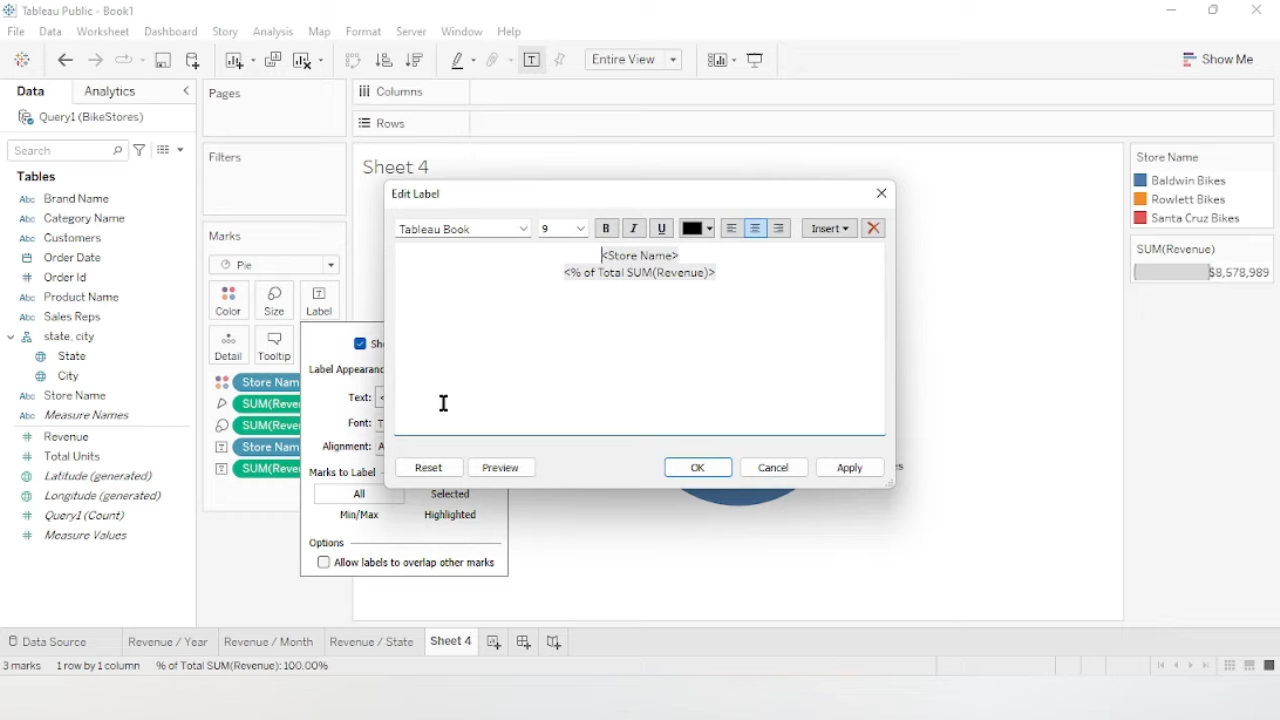 Tableau Public - Book1
File Data Worksheet Dashboard Story Analysis Map Format Server Window Help
Entire View
Show Me
Data Analytics
Query1 (BikeStores)
Search
Tables
Abc Brand Name
Abc Category Name
Abc Customers
Order Date
# Order Id
Abc Product Name
Abc Sales Reps
state, city
State
City
Abc Store Name
Abc Measure Names
# Revenue
# Total Units
Latitude (generated)
Longitude (generated)
# Query1 (Count)
# Measure Values
Pages
Filters
Marks
Pie
Color Size Label
Detail Tooltip
Store Nam
SUM(Reve
SUM(Reve
Store Nam
SUM(Reve
Columns
Rows
Sheet 4
Edit Label
Tableau Book 9 B I U Insert
<Store Name>
<% of Total SUM(Revenue)>
Reset Preview OK Cancel Apply
Label Appearanc
Text:
Font:
Alignment:
Marks to Label
All Selected
Min/Max Highlighted
Options
Allow labels to overlap other marks
Store Name
Baldwin Bikes
Rowlett Bikes
Santa Cruz Bikes
SUM(Revenue)
$8,578,989
Data Source Revenue / Year Revenue / Month Revenue / State Sheet 4
3 marks 1 row by 1 column % of Total SUM(Revenue): 100.00%